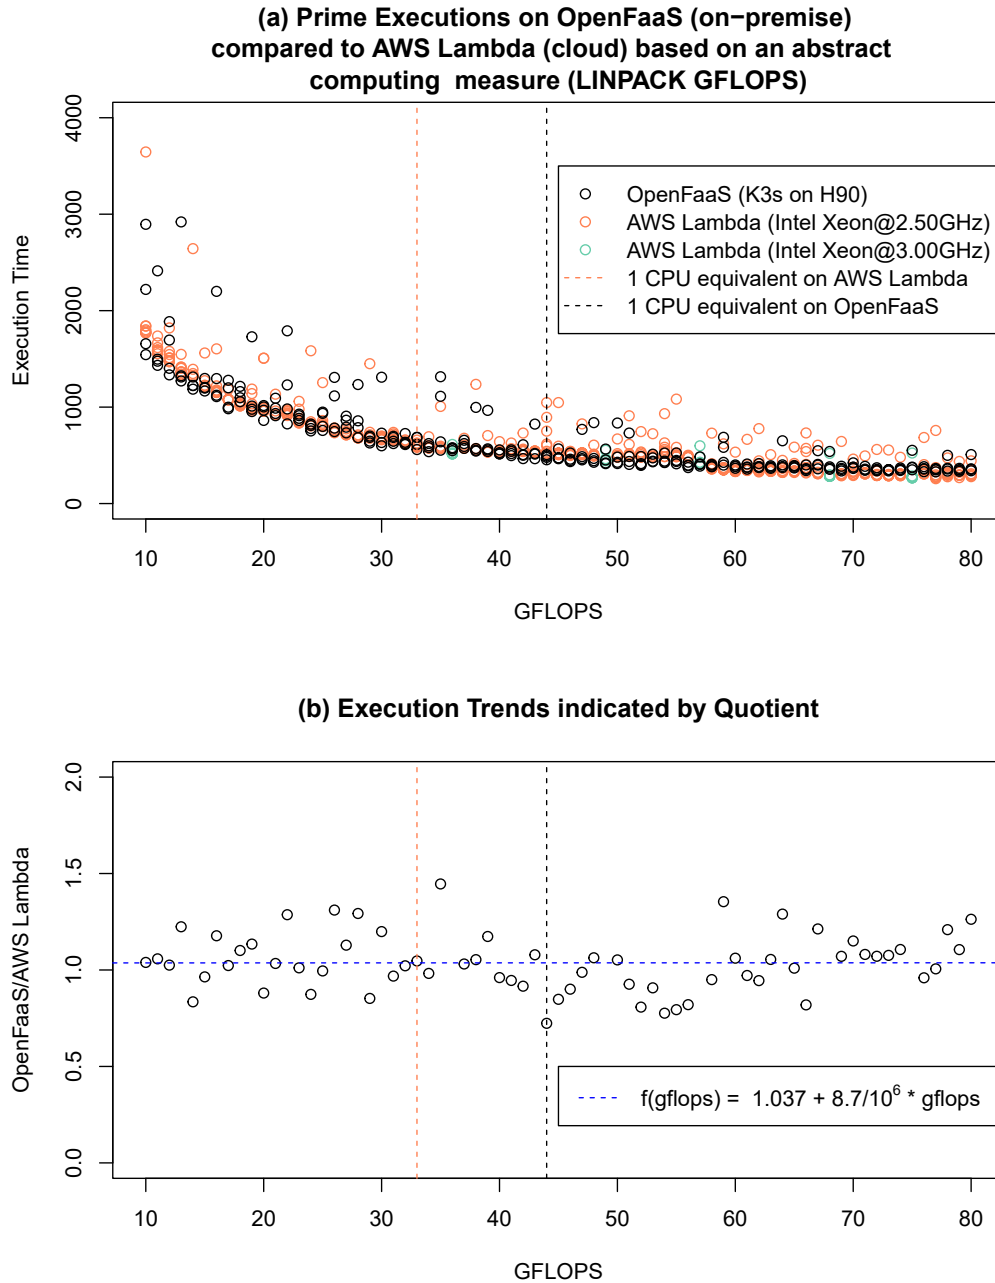 (a) Prime Executions on OpenFaaS (on−premise)
compared to AWS Lambda (cloud) based on an abstract
computing  measure (LINPACK GFLOPS)
Execution Time
4000
3000
2000
1000
0
OpenFaaS (K3s on H90)
AWS Lambda (Intel Xeon@2.50GHz)
AWS Lambda (Intel Xeon@3.00GHz)
1 CPU equivalent on AWS Lambda
1 CPU equivalent on OpenFaaS
10 20 30 40 50 60 70 80
GFLOPS
(b) Execution Trends indicated by Quotient
OpenFaaS/AWS Lambda
2.0
1.5
1.0
0.5
0.0
f(gflops) =  1.037 + 8.7/10^6 * gflops
10 20 30 40 50 60 70 80
GFLOPS